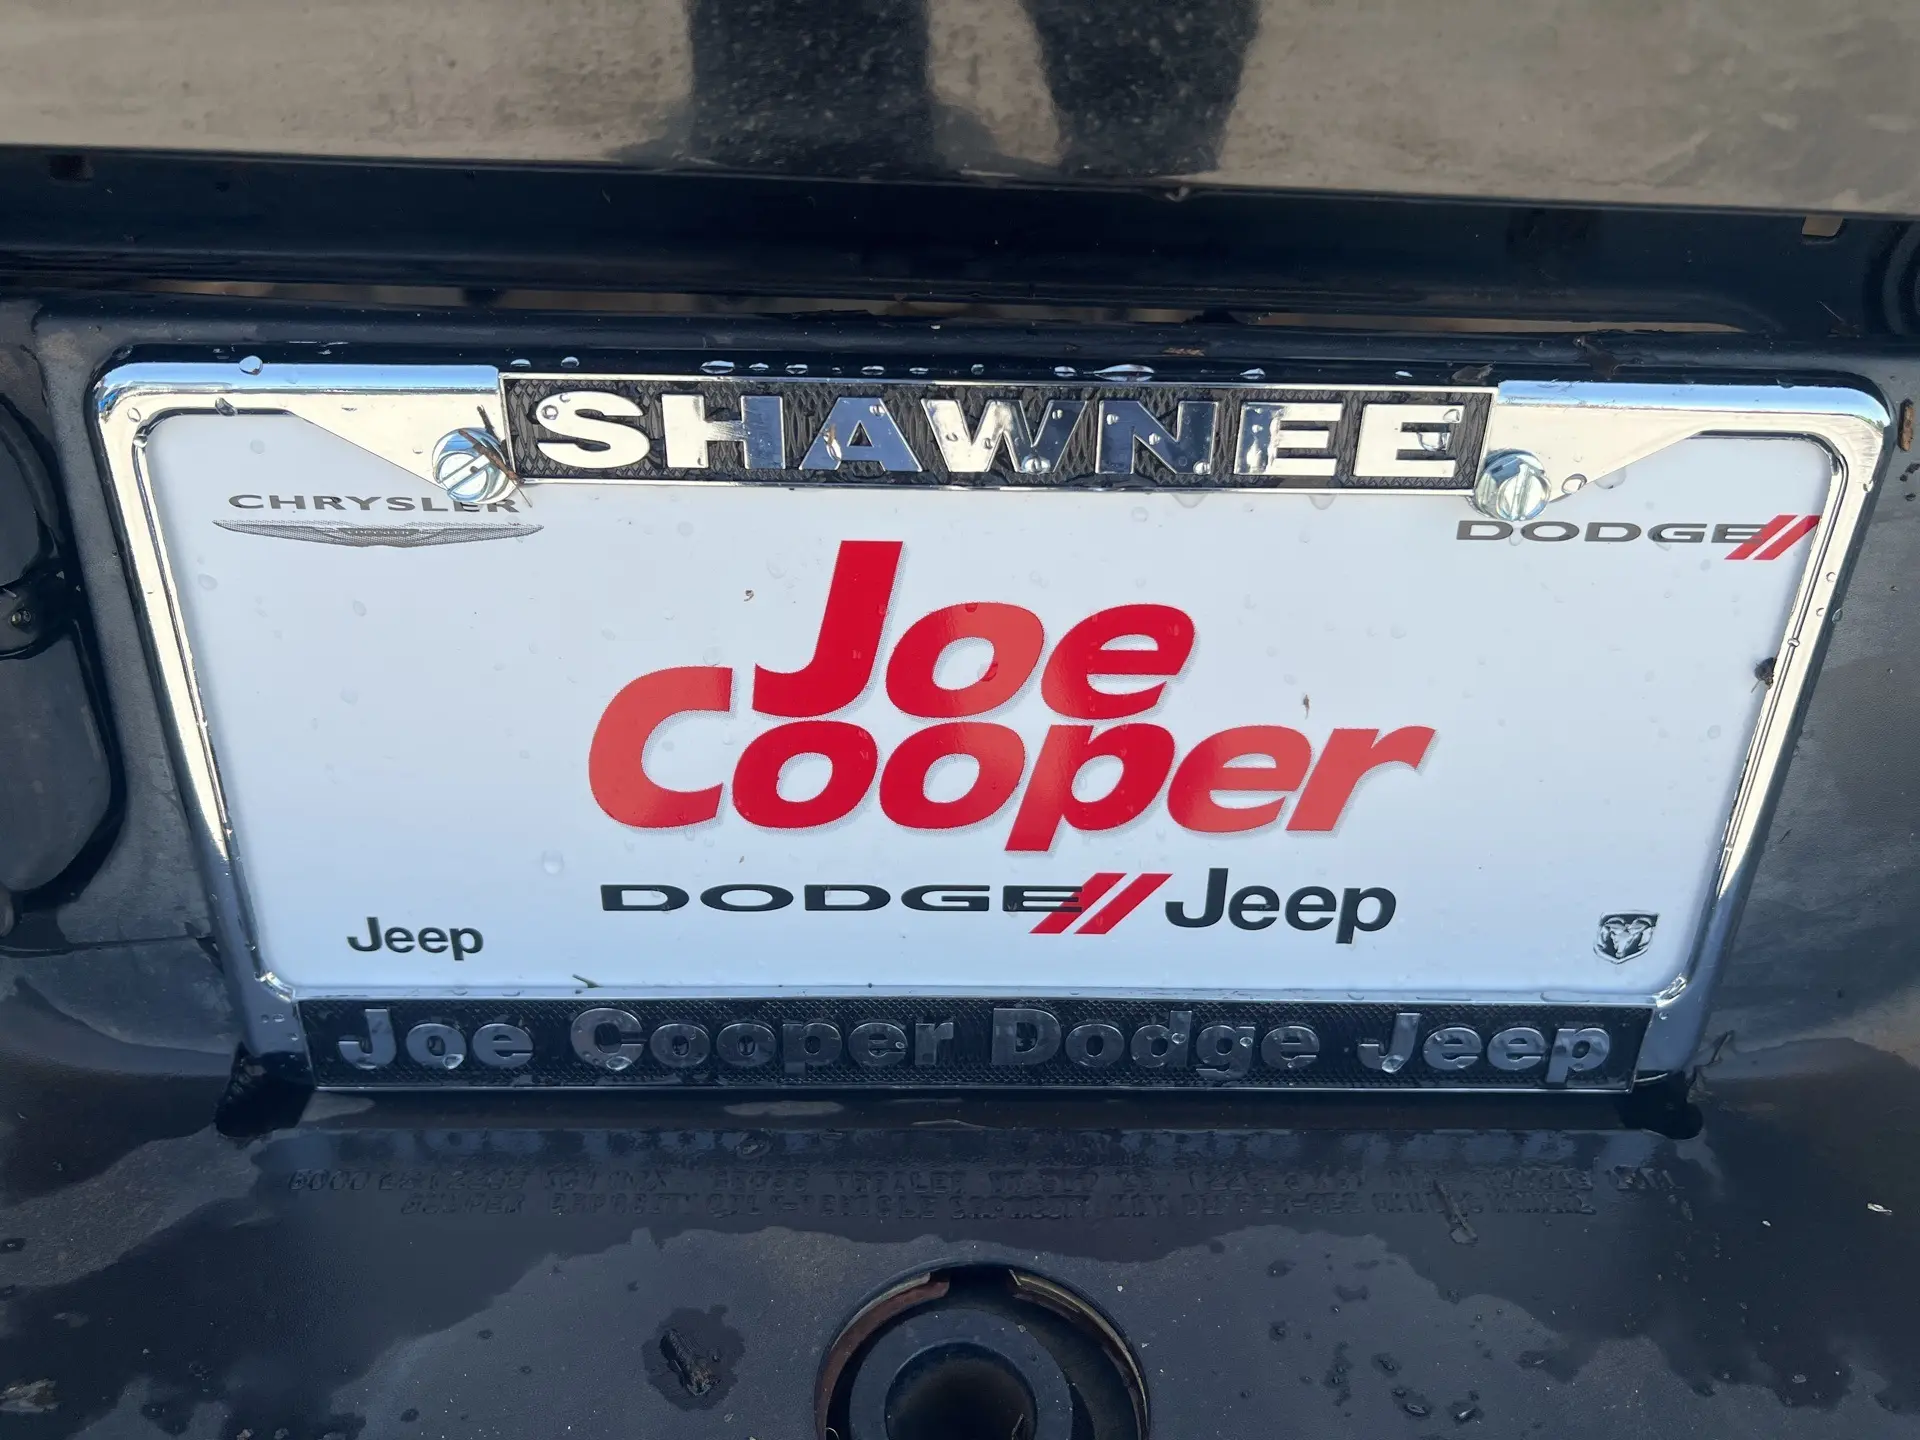 SHAWNEE
CHRYSLER
DODGE
Joe
Cooper
DODGE Jeep
Jeep
Joe Cooper Dodge Jeep